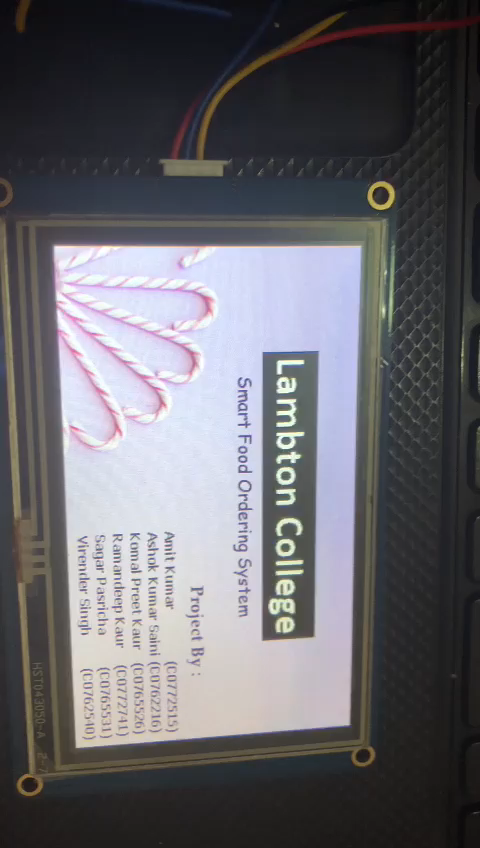 Lambton College
Smart Food Ordering System
Project By :
Amit Kumar (C0772515)
Ashok Kumar Saini (C0762216)
Komal Preet Kaur (C0765526)
Ramandeep Kaur (C0772741)
Sagar Pasricha (C0765531)
Virender Singh (C0762540)
HST043050-A